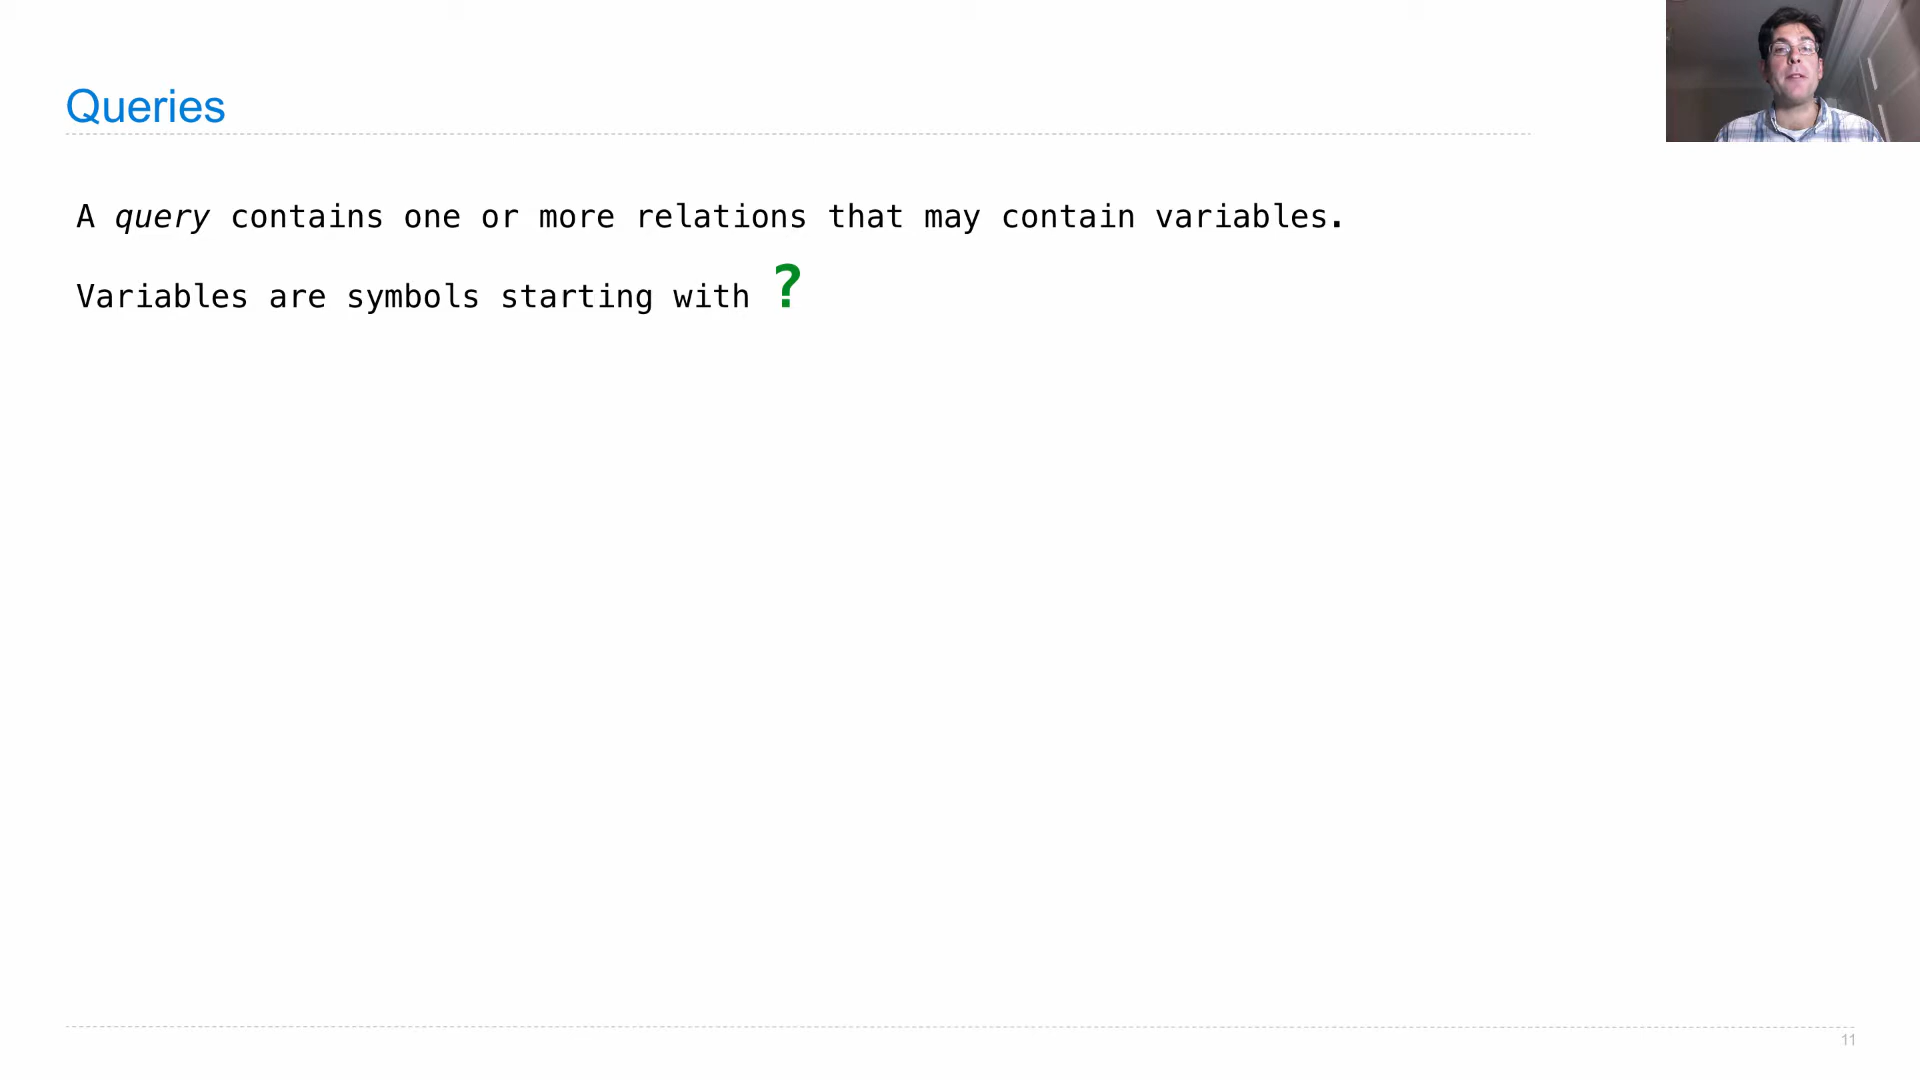 Queries
A query contains one or more relations that may contain variables.
Variables are symbols starting with ?
11